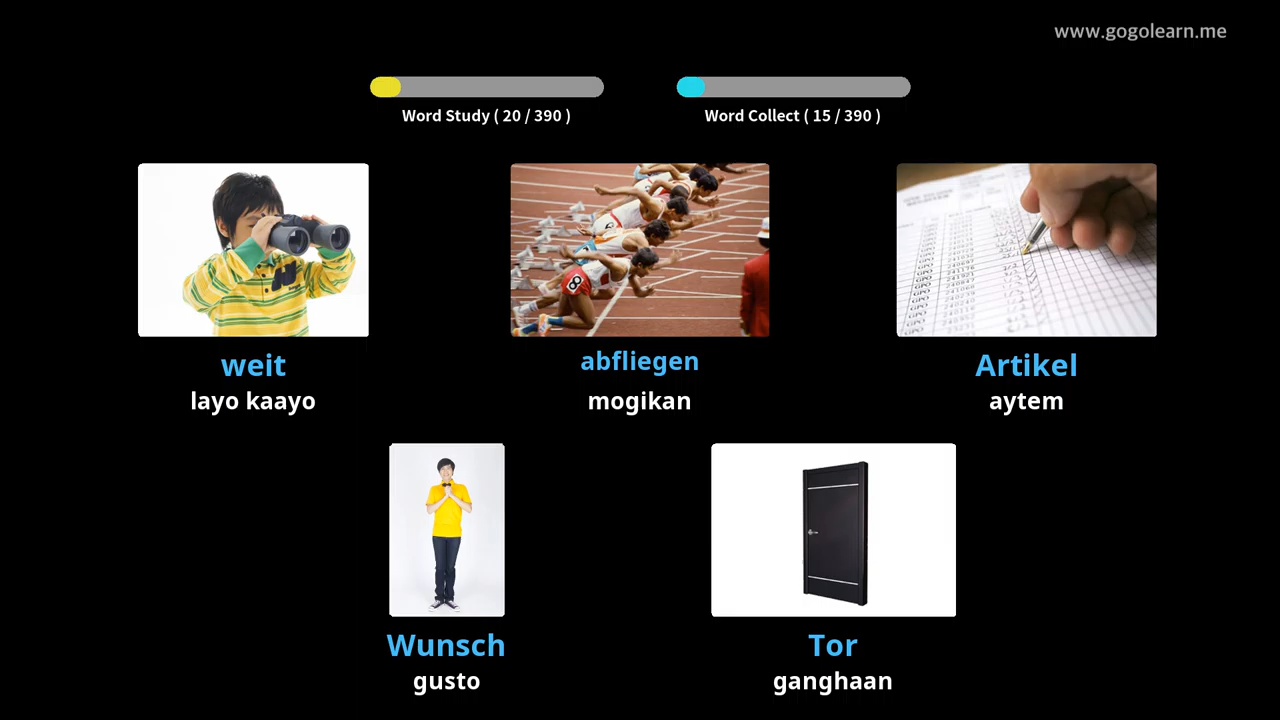 www.gogolearn.me
Word Study ( 20 / 390 )
Word Collect ( 15 / 390 )
weit
layo kaayo
abfliegen
mogikan
Artikel
aytem
Wunsch
gusto
Tor
ganghaan